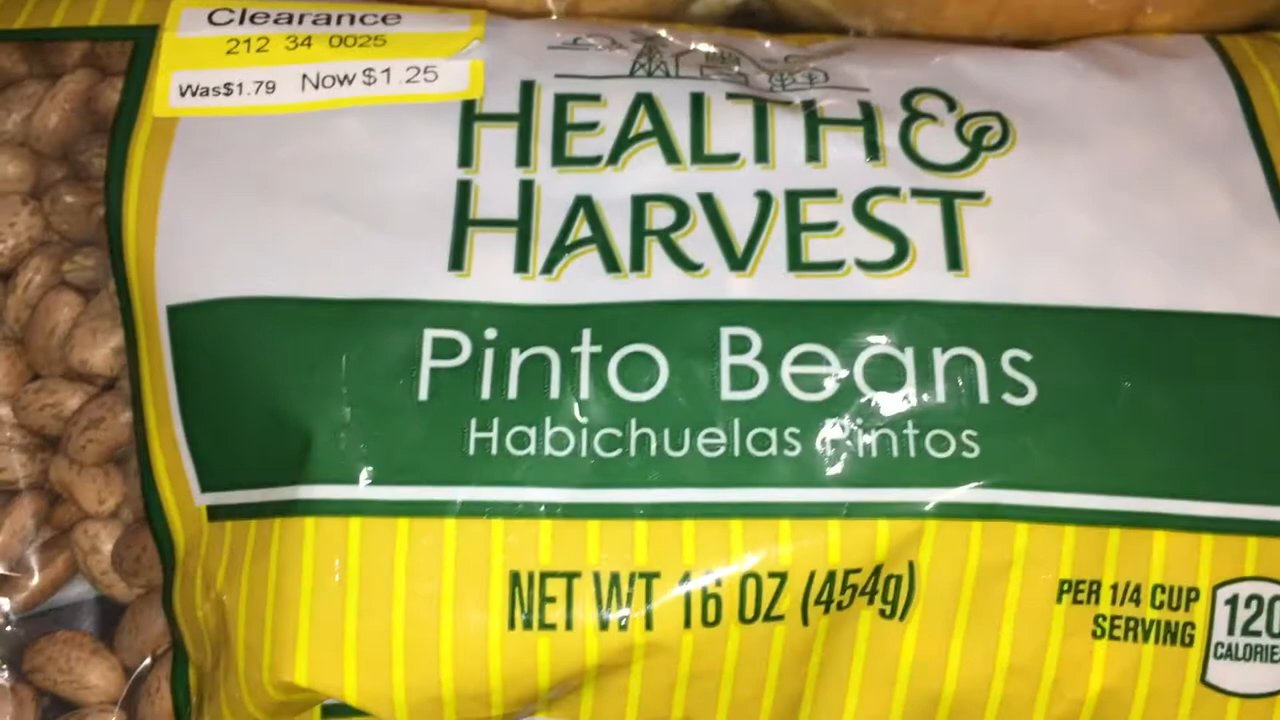 Clearance
212 34 0025
Was$1.79 Now $1.25
HEALTH &
HARVEST
Pinto Beans
Habichuelas Pintos
NET WT 16 OZ (454g)
PER 1/4 CUP
SERVING
120
CALORIE